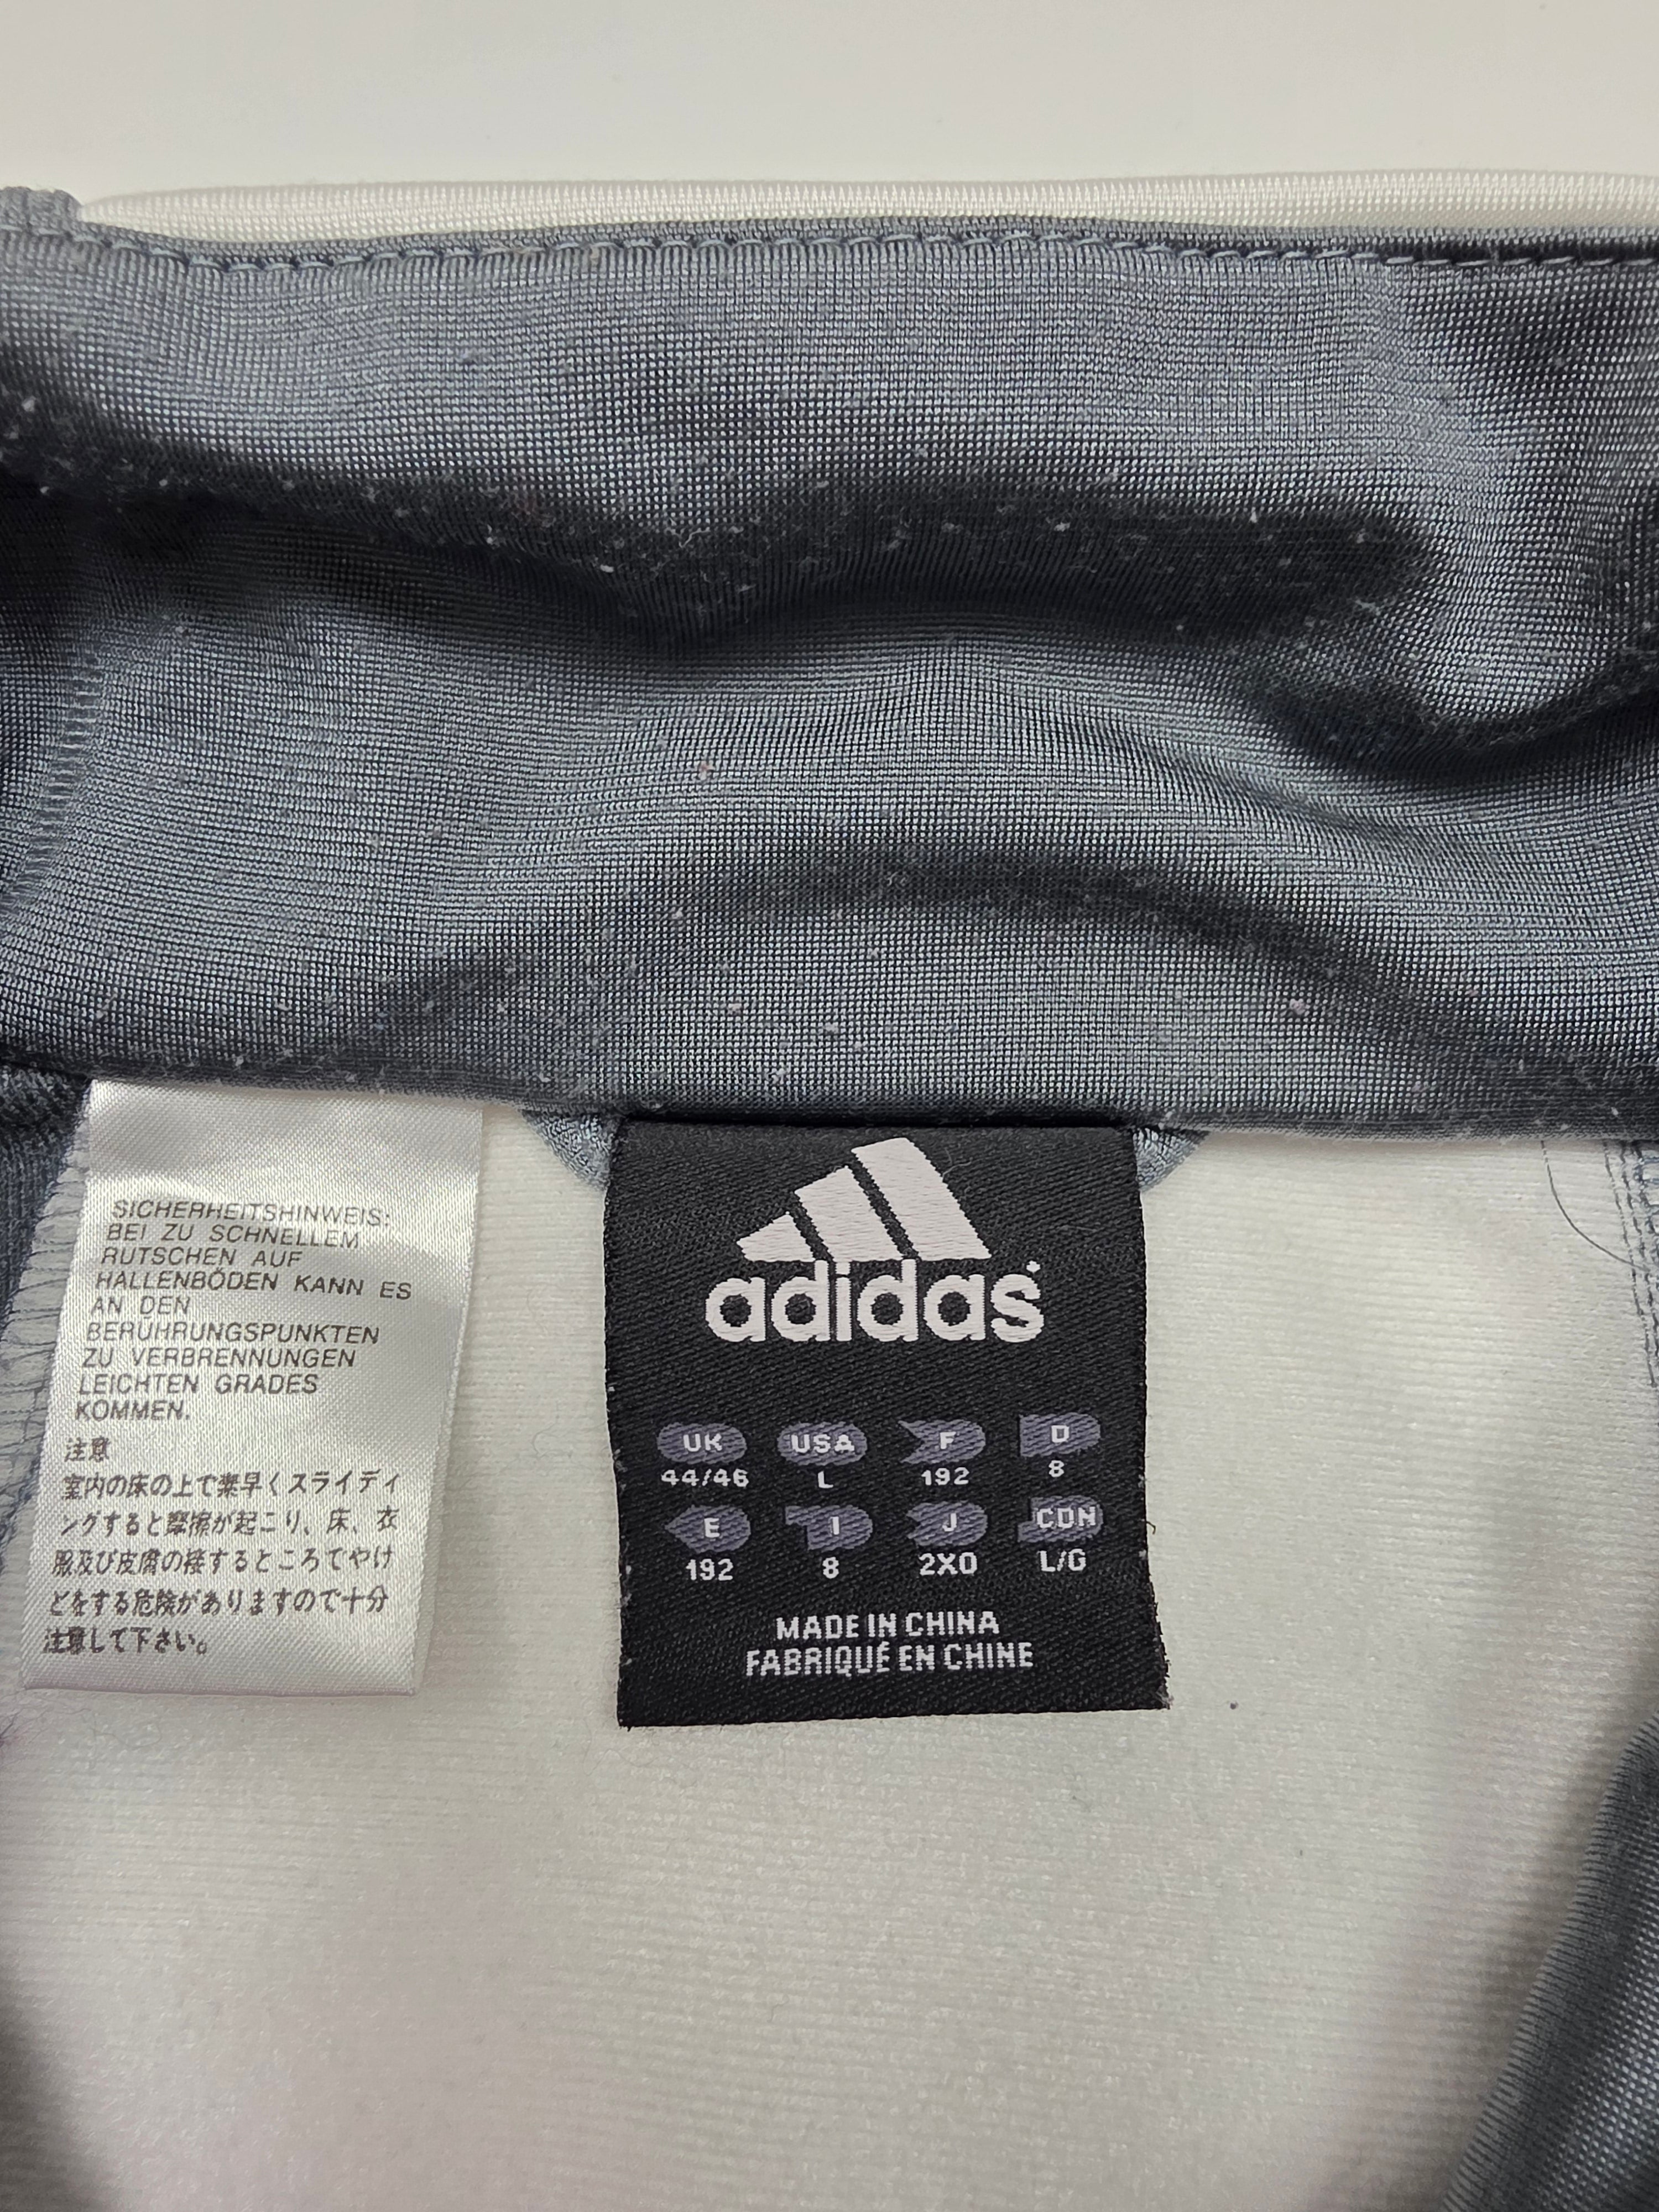 SICHERHEITSHINWEIS:
BEI ZU SCHNELLEM
RUTSCHEN AUF
HALLENBÖDEN KANN ES
AN DEN
BERÜHRUNGSPUNKTEN
ZU VERBRENNUNGEN
LEICHTEN GRADES
KOMMEN.
注意
室内の床の上で素早くスライディ
ングすると摩擦が起こり、床、衣
服及び皮膚の接するところでやけ
どをする危険がありますので十分
注意して下さい。
adidas
UK USA F D
44/46 L 192 8
E I J CDN
192 8 2XO L/G
MADE IN CHINA
FABRIQUÉ EN CHINE